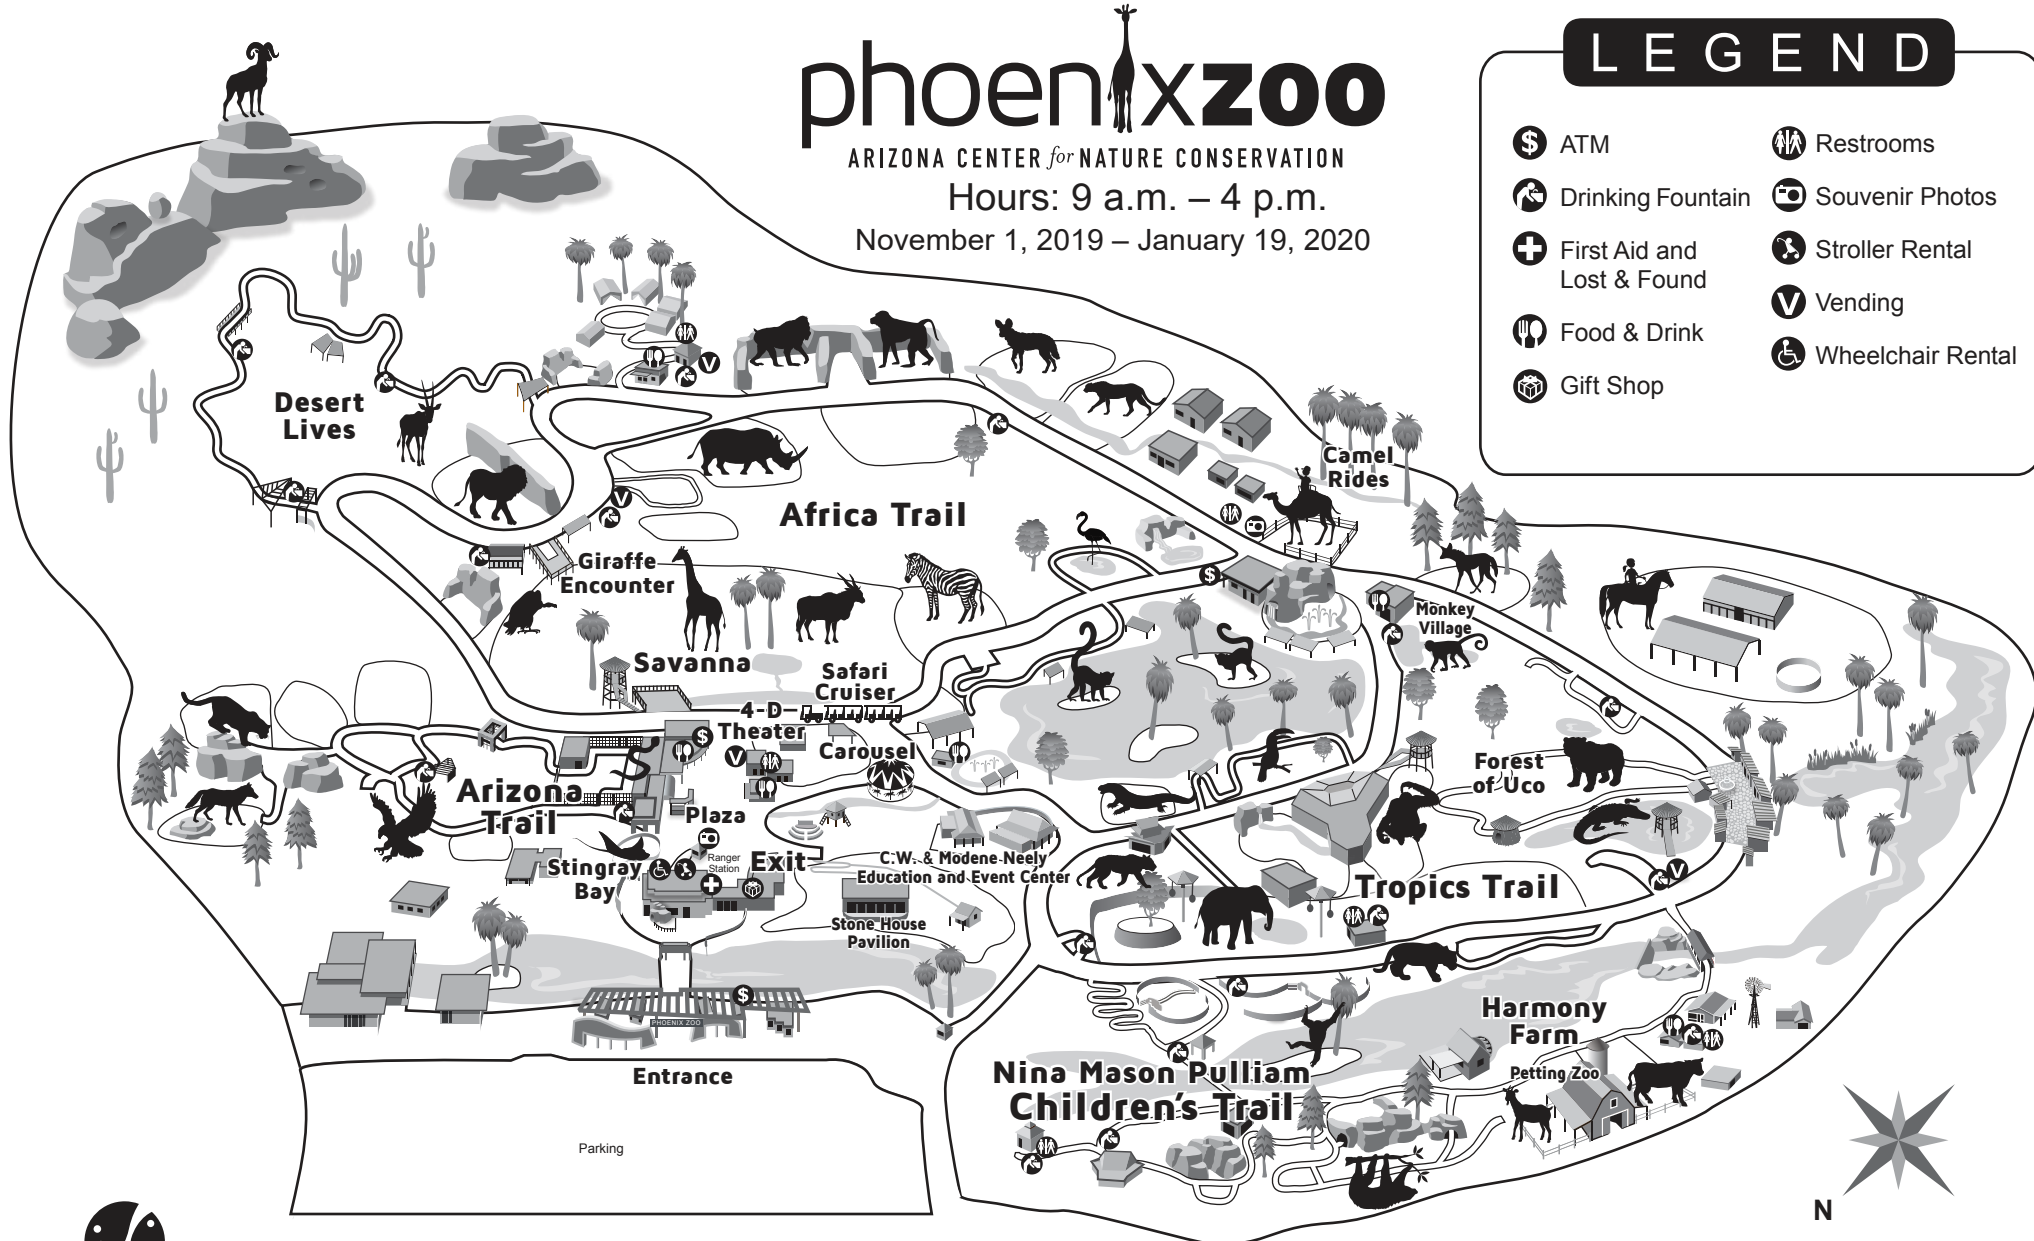 phoenixzoo
ARIZONA CENTER for NATURE CONSERVATION
Hours: 9 a.m. – 4 p.m.
November 1, 2019 – January 19, 2020
LEGEND
$ ATM
Drinking Fountain
First Aid and
Lost & Found
Food & Drink
Gift Shop
Restrooms
Souvenir Photos
Stroller Rental
V Vending
Wheelchair Rental
V
Desert
Lives
Camel
Rides
V
Africa Trail
Giraffe
Encounter
$
Monkey
Village
Savanna
Safari
Cruiser
4-D
Theater
$
V
Carousel
Forest
of Uco
Arizona
Trail
Plaza
Stingray
Bay
Ranger
Station
Exit
C.W. & Modene Neely
Education and Event Center
Stone House
Pavilion
Tropics Trail
V
$
PHOENIX ZOO
Entrance
Parking
Harmony
Farm
Petting Zoo
Nina Mason Pulliam
Children's Trail
N